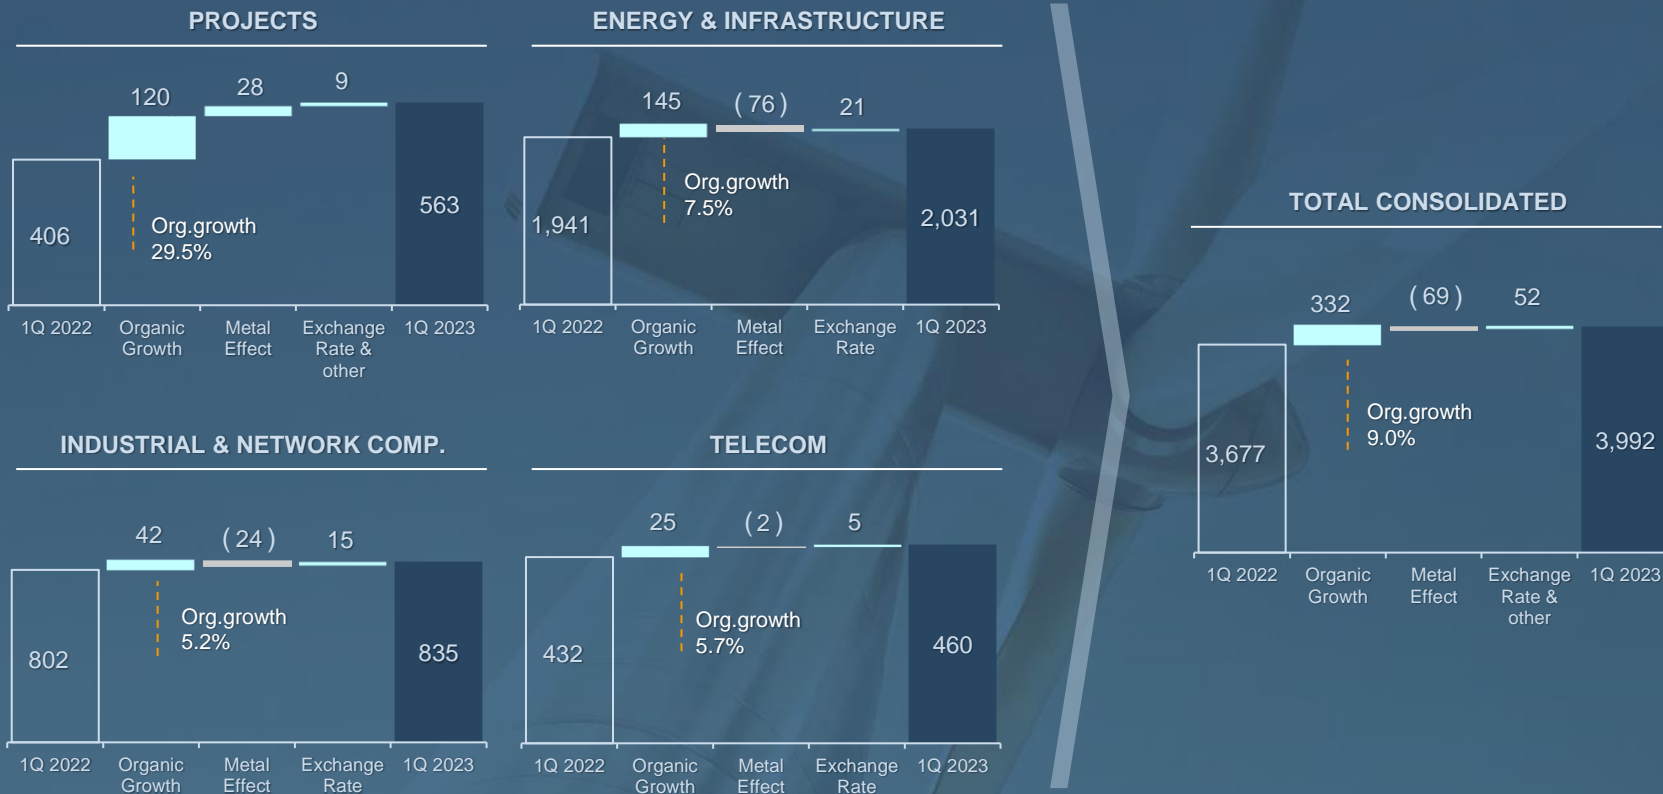 PROJECTS
120
28
9
406
563
Org.growth
29.5%
1Q 2022
Organic
Growth
Metal
Effect
Exchange
Rate &
other
1Q 2023
ENERGY & INFRASTRUCTURE
145
(76)
21
1,941
2,031
Org.growth
7.5%
1Q 2022
Organic
Growth
Metal
Effect
Exchange
Rate
1Q 2023
INDUSTRIAL & NETWORK COMP.
42
(24)
15
802
835
Org.growth
5.2%
1Q 2022
Organic
Growth
Metal
Effect
Exchange
Rate
1Q 2023
TELECOM
25
(2)
5
432
460
Org.growth
5.7%
1Q 2022
Organic
Growth
Metal
Effect
Exchange
Rate
1Q 2023
TOTAL CONSOLIDATED
332
(69)
52
3,677
3,992
Org.growth
9.0%
1Q 2022
Organic
Growth
Metal
Effect
Exchange
Rate &
other
1Q 2023